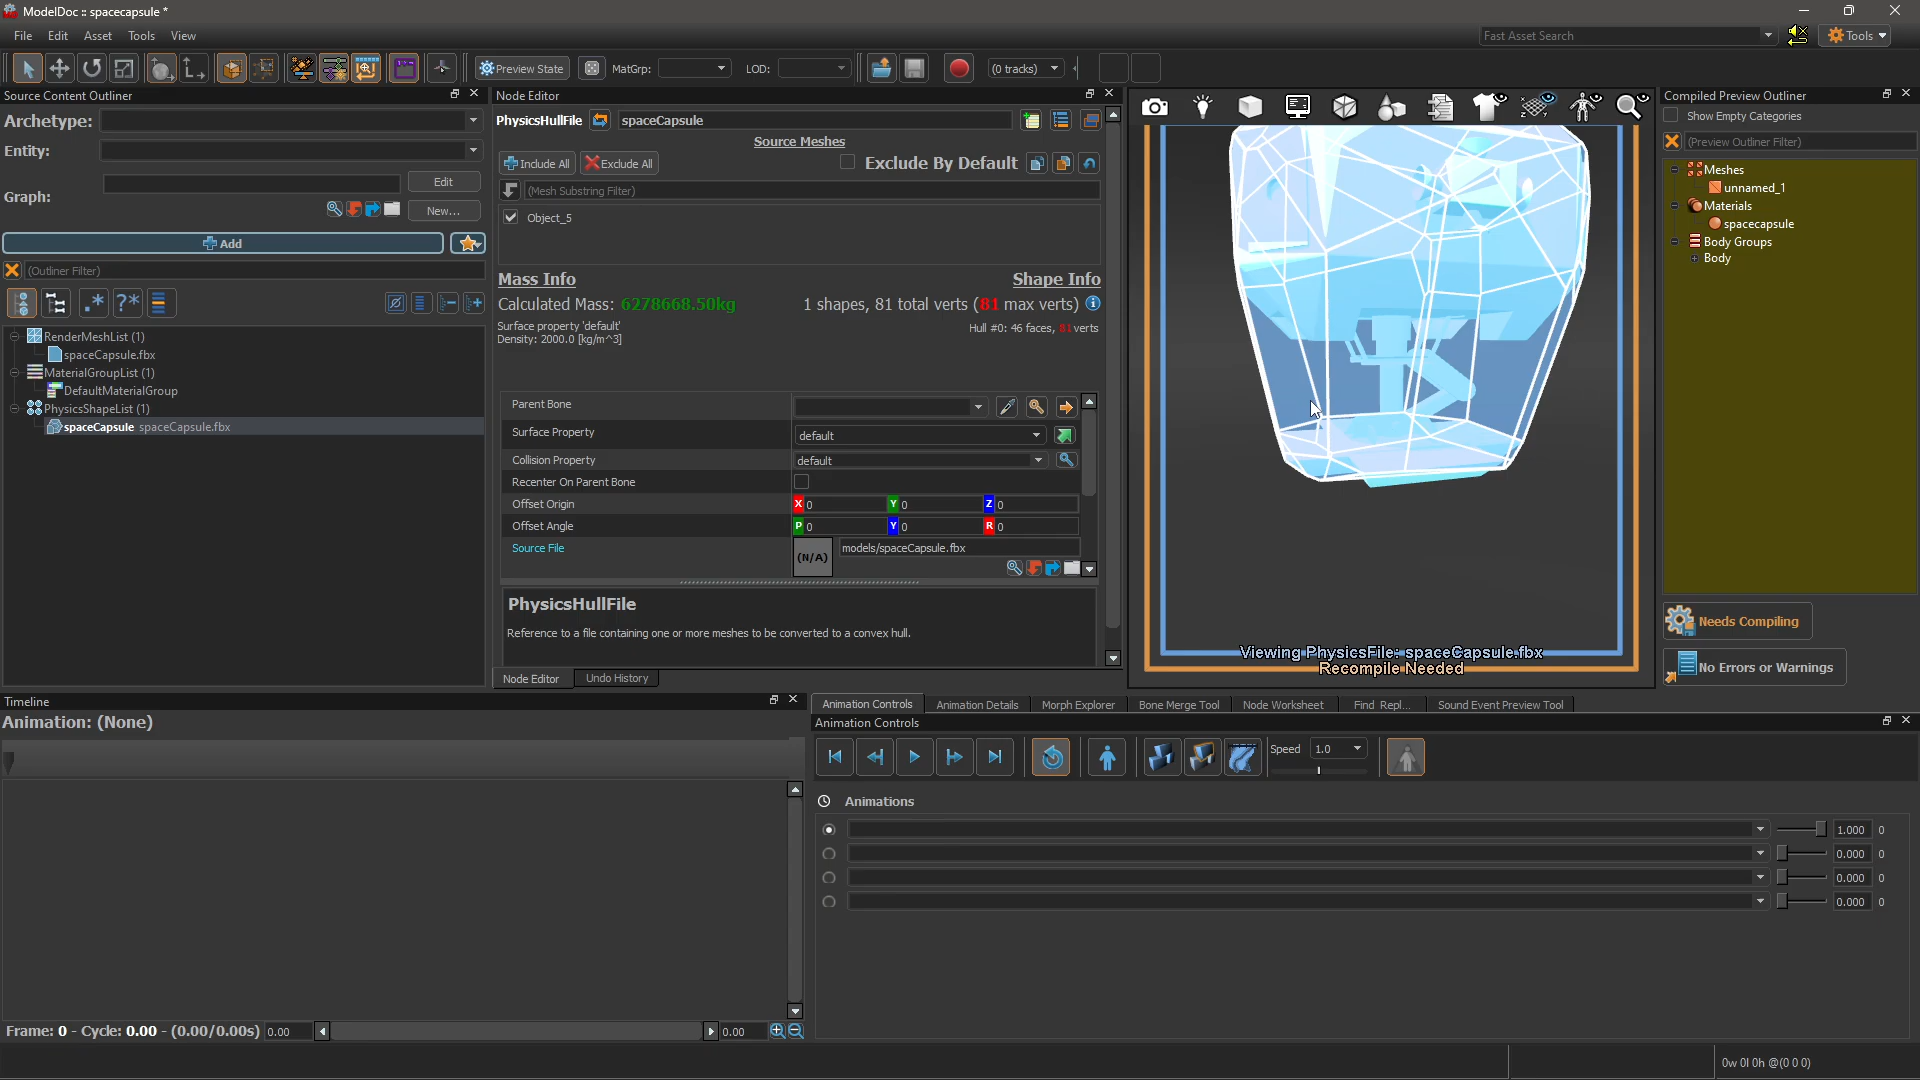 ModelDoc :: spacecapsule *
File Edit Asset Tools View
Fast Asset Search
Tools
Preview State
MatGrp:
LOD:
(0 tracks)
Source Content Outliner
Archetype:
Entity:
Graph:
Edit
New...
Add
(Outliner Filter)
RenderMeshList (1)
spaceCapsule.fbx
MaterialGroupList (1)
DefaultMaterialGroup
PhysicsShapeList (1)
spaceCapsule spaceCapsule.fbx
Node Editor
PhysicsHullFile
spaceCapsule
Source Meshes
Include All
Exclude All
Exclude By Default
(Mesh Substring Filter)
Object_5
Mass Info
Shape Info
Calculated Mass: 6278668.50kg
1 shapes, 81 total verts (81 max verts)
Surface property 'default'
Hull #0: 46 faces, 81 verts
Density: 2000.0 [kg/m^3]
Parent Bone
Surface Property
default
Collision Property
default
Recenter On Parent Bone
Offset Origin
X 0 Y 0 Z 0
Offset Angle
P 0 Y 0 R 0
Source File
(N/A)
models/spaceCapsule.fbx
PhysicsHullFile
Reference to a file containing one or more meshes to be converted to a convex hull.
Node Editor
Undo History
Viewing PhysicsFile: spaceCapsule.fbx
Recompile Needed
Compiled Preview Outliner
Show Empty Categories
(Preview Outliner Filter)
Meshes
unnamed_1
Materials
spacecapsule
Body Groups
Body
Needs Compiling
No Errors or Warnings
Timeline
Animation: (None)
Frame: 0 - Cycle: 0.00 - (0.00/0.00s)
0.00
0.00
Animation Controls
Animation Details
Morph Explorer
Bone Merge Tool
Node Worksheet
Find Repl...
Sound Event Preview Tool
Animation Controls
Speed
1.0
Animations
1.000 0
0.000 0
0.000 0
0.000 0
0w 0l 0h @(0 0 0)